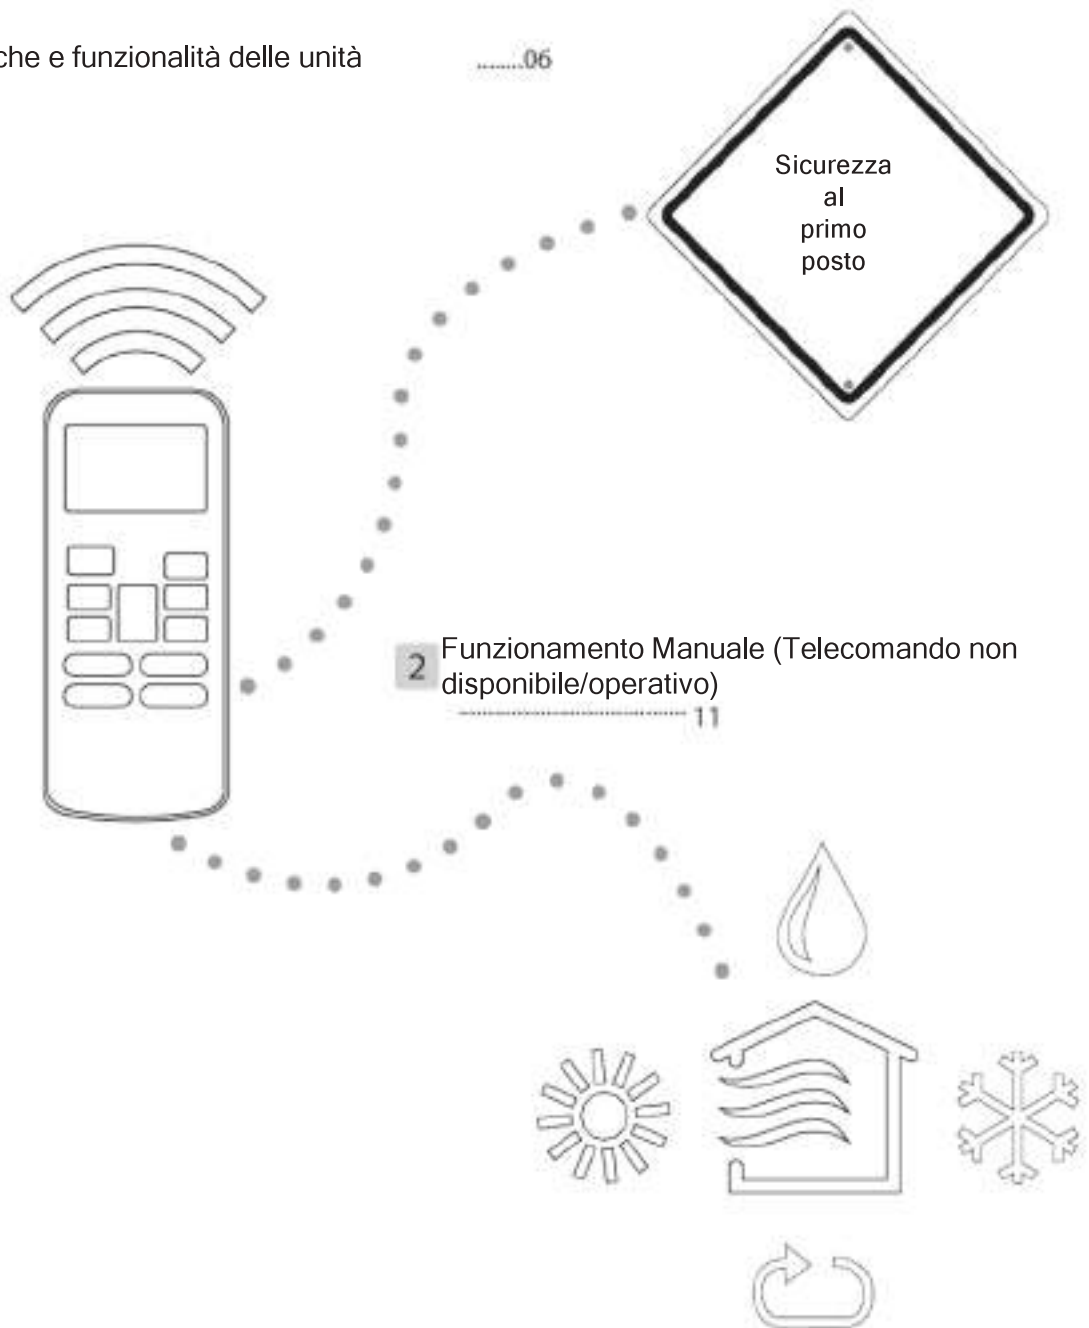 che e funzionalità delle unità ........06
Sicurezza
al
primo
posto
2 Funzionamento Manuale (Telecomando non
disponibile/operativo)
........................................ 11